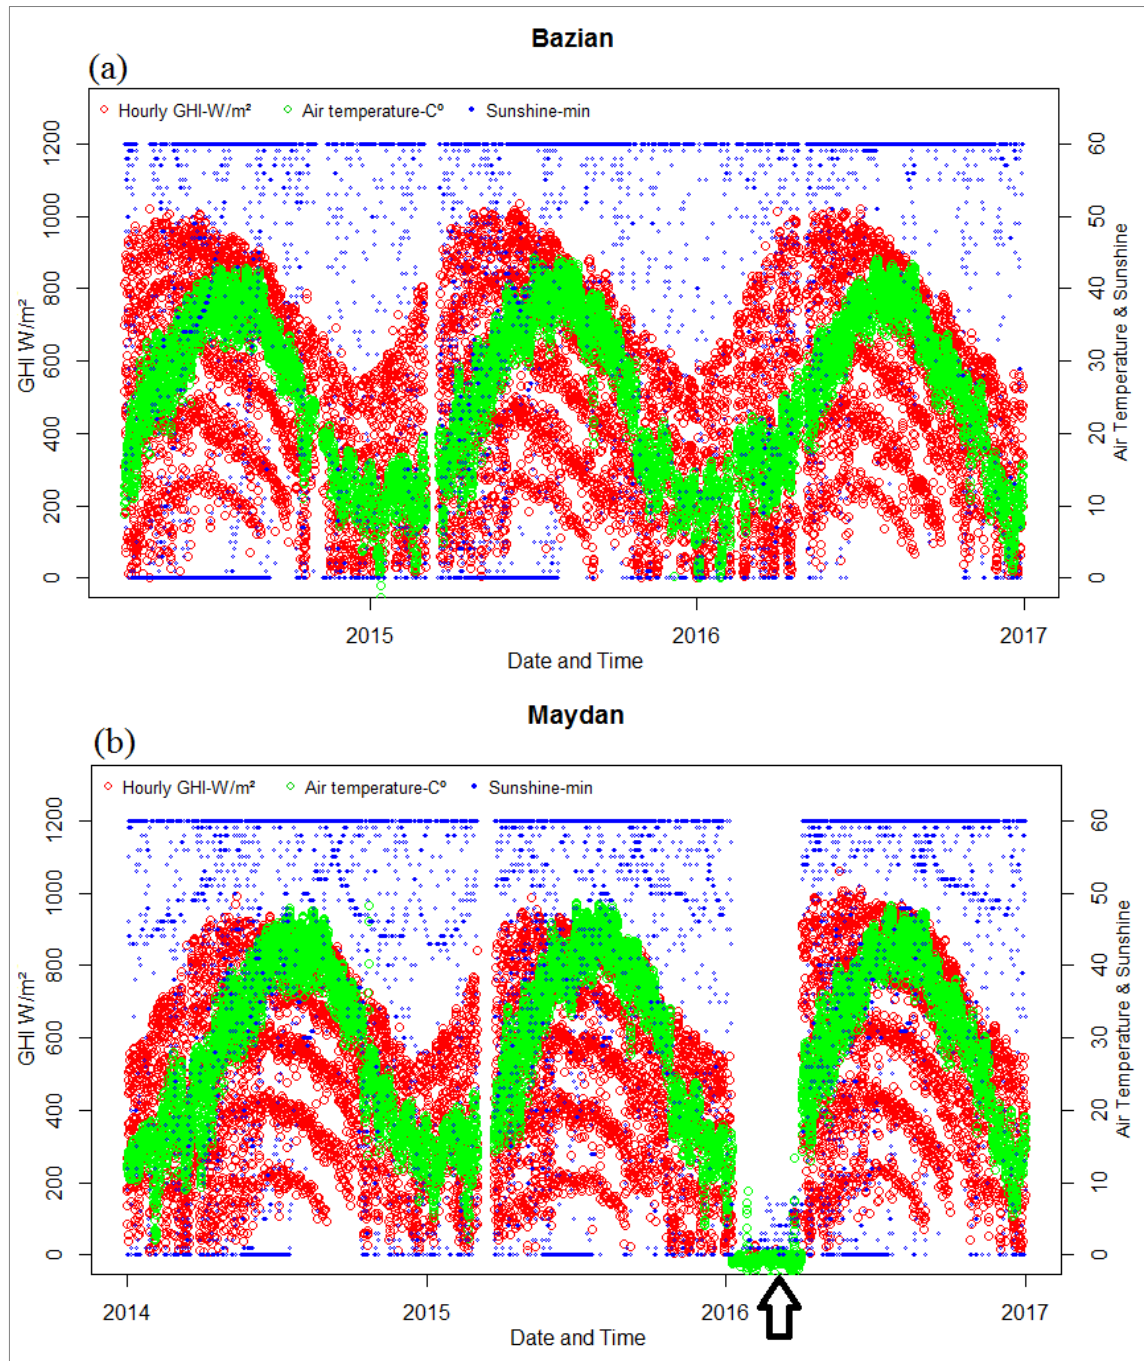 Bazian
(a)
Hourly GHI-W/m² Air temperature-Cº Sunshine-min
GHI W/m²
0 200 400 600 800 1000 1200
Air Temperature & Sunshine
0 10 20 30 40 50 60
2015 2016 2017
Date and Time
Maydan
(b)
Hourly GHI-W/m² Air temperature-Cº Sunshine-min
GHI W/m²
0 200 400 600 800 1000 1200
Air Temperature & Sunshine
0 10 20 30 40 50 60
2014 2015 2016 2017
Date and Time